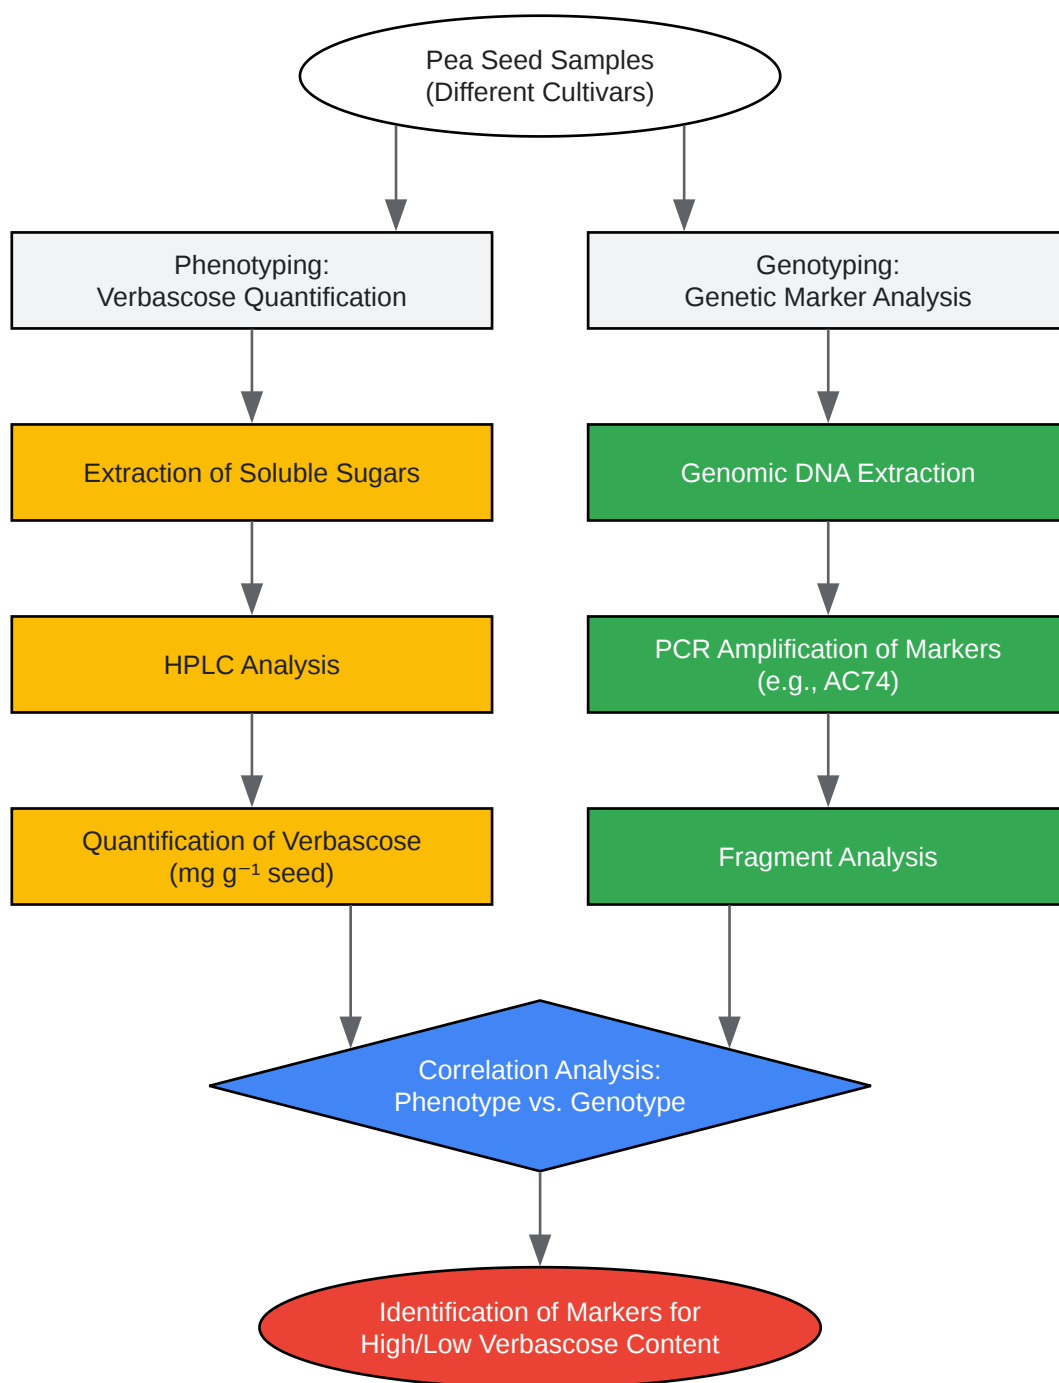 Pea Seed Samples
(Different Cultivars)
Phenotyping:
Verbascose Quantification
Genotyping:
Genetic Marker Analysis
Extraction of Soluble Sugars
Genomic DNA Extraction
HPLC Analysis
PCR Amplification of Markers
(e.g., AC74)
Quantification of Verbascose
(mg g⁻¹ seed)
Fragment Analysis
Correlation Analysis:
Phenotype vs. Genotype
Identification of Markers for
High/Low Verbascose Content